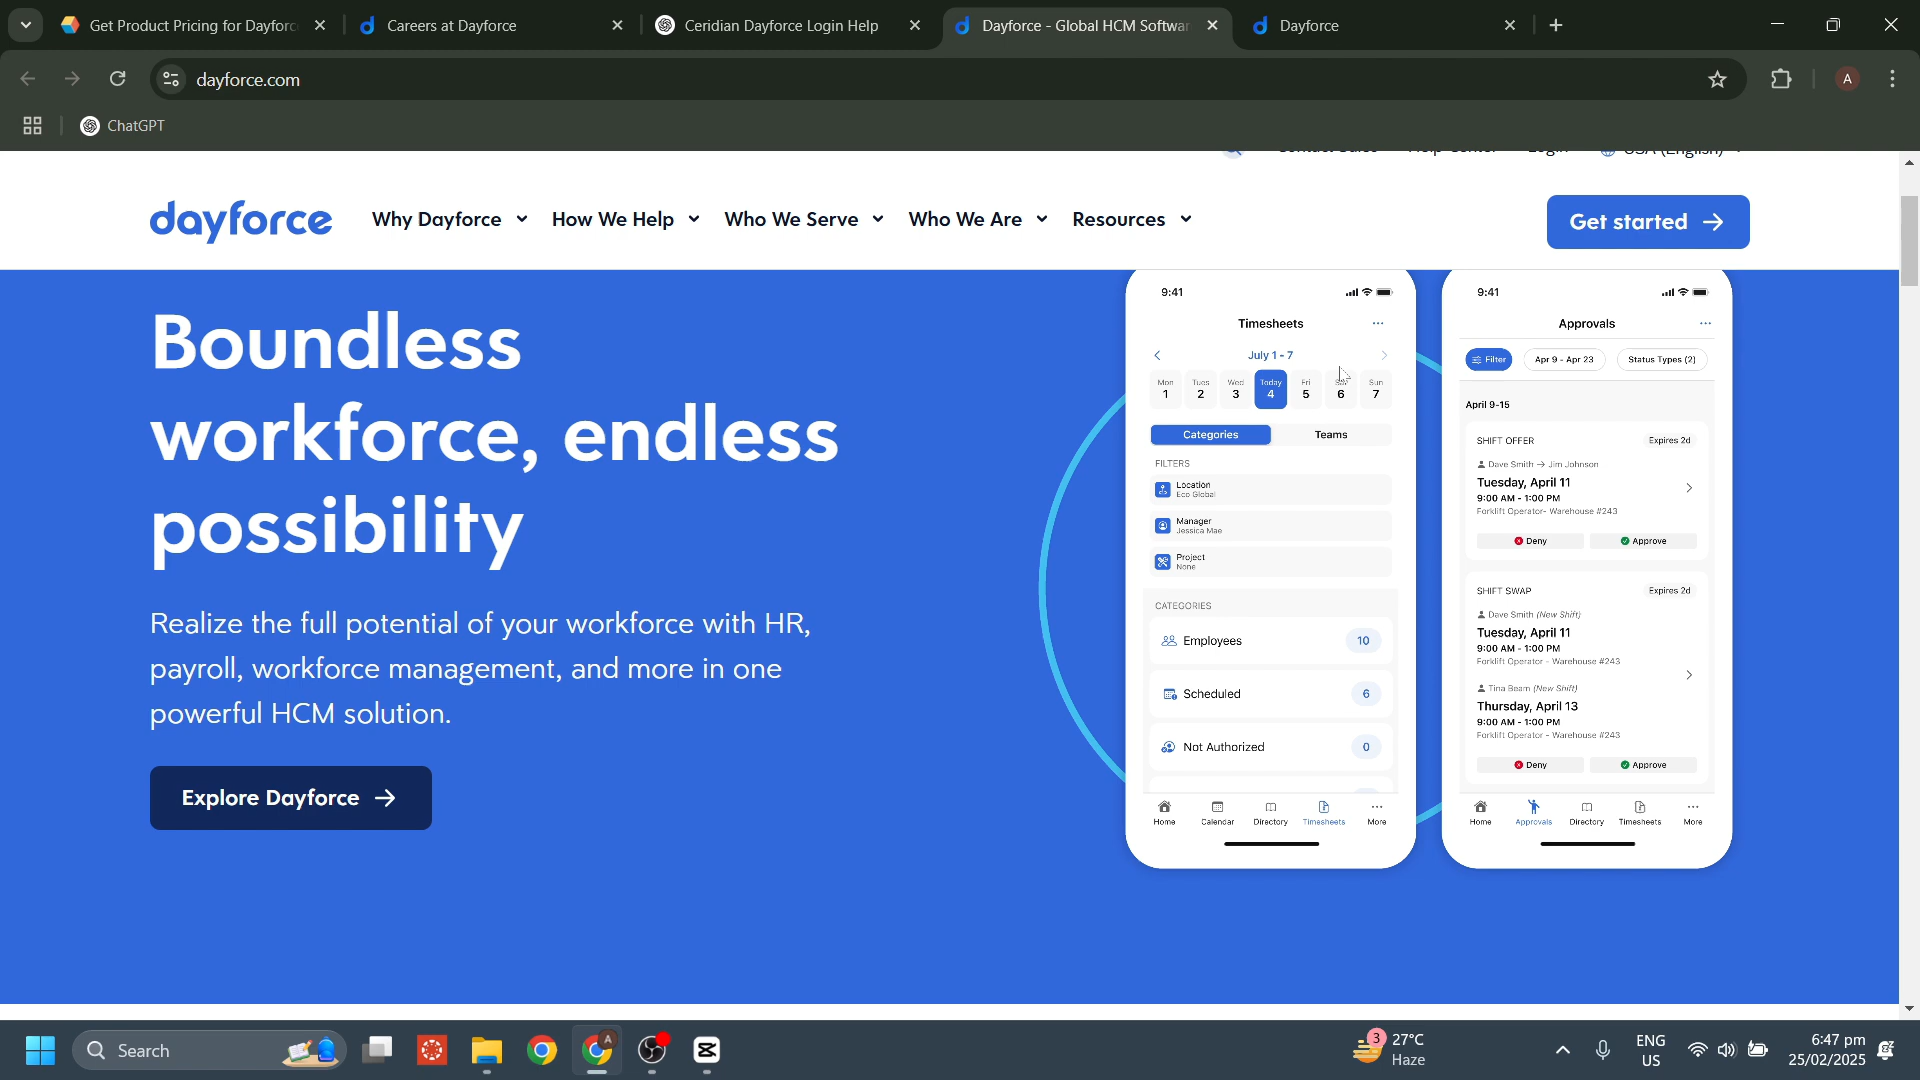 Get Product Pricing for Dayforc
Careers at Dayforce
Ceridian Dayforce Login Help
Dayforce - Global HCM Softwar
Dayforce
dayforce.com
A
ChatGPT
Contact Sales
Help Center
Login
USA (English)
dayforce
Why Dayforce
How We Help
Who We Serve
Who We Are
Resources
Get started
Boundless
workforce, endless
possibility
Realize the full potential of your workforce with HR,
payroll, workforce management, and more in one
powerful HCM solution.
Explore Dayforce
9:41
Timesheets
July 1 - 7
Mon Tues Wed Today Fri Sat Sun
1 2 3 4 5 6 7
Categories Teams
FILTERS
Location
Eco Global
Manager
Jessica Mae
Project
None
CATEGORIES
Employees 10
Scheduled 6
Not Authorized 0
Home Calendar Directory Timesheets More
9:41
Approvals
Filter Apr 9 - Apr 23 Status Types (2)
April 9-15
SHIFT OFFER Expires 2d
Dave Smith → Jim Johnson
Tuesday, April 11
9:00 AM - 1:00 PM
Forklift Operator- Warehouse #243
Deny Approve
SHIFT SWAP Expires 2d
Dave Smith (New Shift)
Tuesday, April 11
9:00 AM - 1:00 PM
Forklift Operator - Warehouse #243
Tina Beam (New Shift)
Thursday, April 13
9:00 AM - 1:00 PM
Forklift Operator - Warehouse #243
Deny Approve
Home Approvals Directory Timesheets More
Search
A
3
27°C
Haze
ENG
US
6:47 pm
25/02/2025